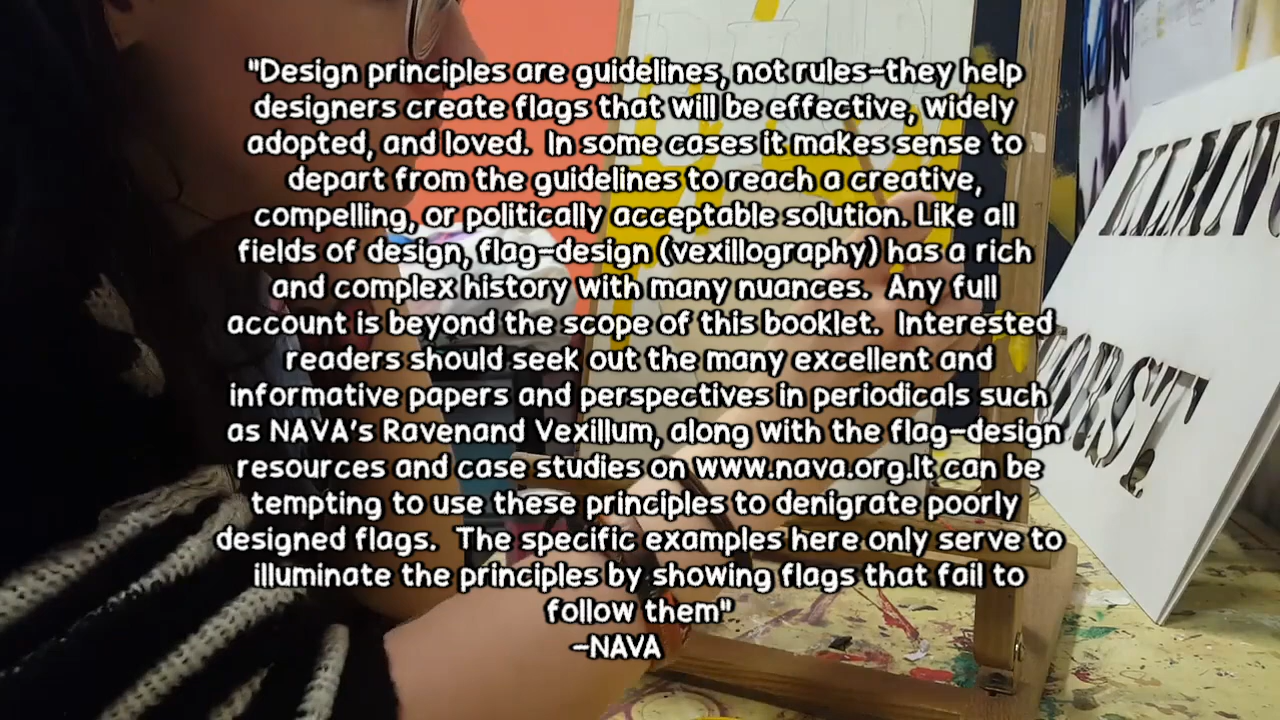 "Design principles are guidelines, not rules-they help
designers create flags that will be effective, widely
adopted, and loved.  In some cases it makes sense to
depart from the guidelines to reach a creative,
compelling, or politically acceptable solution. Like all
fields of design, flag-design (vexillography) has a rich
and complex history with many nuances.  Any full
account is beyond the scope of this booklet.  Interested
readers should seek out the many excellent and
informative papers and perspectives in periodicals such
as NAVA's Ravenand Vexillum, along with the flag-design
resources and case studies on www.nava.org.It can be
tempting to use these principles to denigrate poorly
designed flags.  The specific examples here only serve to
illuminate the principles by showing flags that fail to
follow them"
-NAVA
KLMN